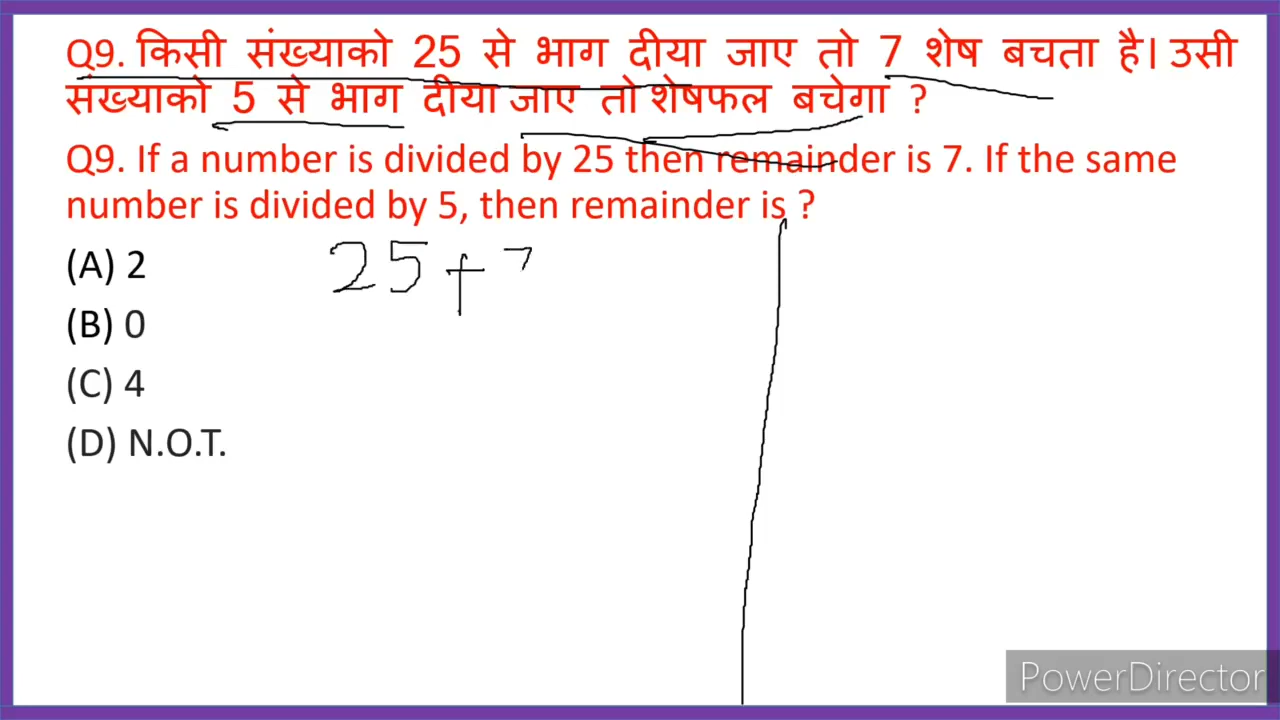 Q9. किसी संख्याको 25 से भाग दीया जाए तो 7 शेष बचता है। उसी
संख्याको 5 से भाग दीया जाए तो शेषफल बचेगा ?
Q9. If a number is divided by 25 then remainder is 7. If the same
number is divided by 5, then remainder is ?
(A) 2
25 + 7
(B) 0
(C) 4
(D) N.O.T.
PowerDirector